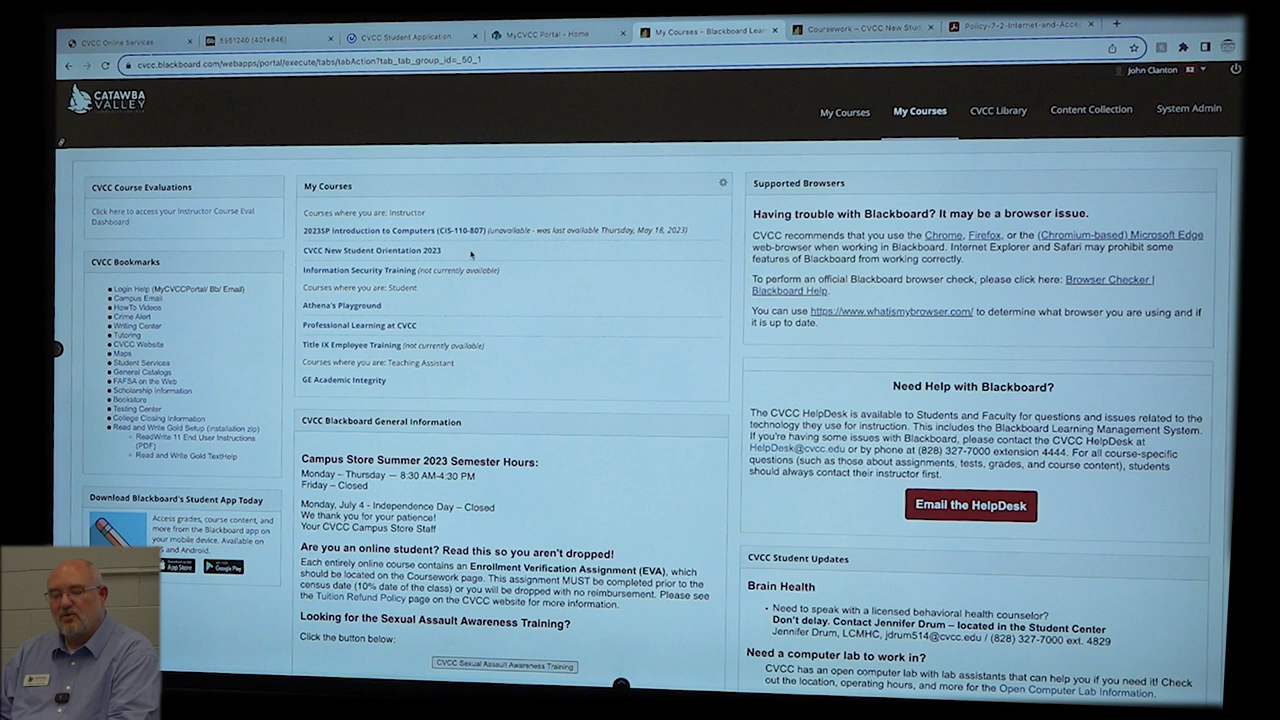 CVCC Online Services
8981240 (401×646)
CVCC Student Application
MyCVCC Portal - Home
My Courses – Blackboard Lear
Coursework – CVCC New Stud
Policy-7-2-Internet-and-Acce
cvcc.blackboard.com/webapps/portal/execute/tabs/tabAction?tab_tab_group_id=_50_1
John Clanton
CATAWBA
VALLEY
My Courses
My Courses
CVCC Library
Content Collection
System Admin
CVCC Course Evaluations
Click here to access your Instructor Course Eval
Dashboard
CVCC Bookmarks
Login Help (MyCVCCPortal/ Bb/ Email)
Campus Email
HowTo Videos
Crime Alert
Writing Center
Tutoring
CVCC Website
Maps
Student Services
General Catalogs
FAFSA on the Web
Scholarship Information
Bookstore
Testing Center
College Closing Information
Read and Write Gold Setup (installation zip)
ReadWrite 11 End User Instructions
(PDF)
Read and Write Gold TextHelp
Download Blackboard's Student App Today
Access grades, course content, and
more from the Blackboard app on
your mobile device. Available on
S and Android.
App Store
Google Play
My Courses
Courses where you are: Instructor
2023SP Introduction to Computers (CIS-110-807) (unavailable - was last available Thursday, May 18, 2023)
CVCC New Student Orientation 2023
Information Security Training (not currently available)
Courses where you are: Student
Athena's Playground
Professional Learning at CVCC
Title IX Employee Training (not currently available)
Courses where you are: Teaching Assistant
GE Academic Integrity
CVCC Blackboard General Information
Campus Store Summer 2023 Semester Hours:
Monday – Thursday — 8:30 AM-4:30 PM
Friday – Closed
Monday, July 4 - Independence Day – Closed
We thank you for your patience!
Your CVCC Campus Store Staff
Are you an online student? Read this so you aren't dropped!
Each entirely online course contains an Enrollment Verification Assignment (EVA), which
should be located on the Coursework page. This assignment MUST be completed prior to the
census date (10% date of the class) or you will be dropped with no reimbursement. Please see
the Tuition Refund Policy page on the CVCC website for more information.
Looking for the Sexual Assault Awareness Training?
Click the button below:
CVCC Sexual Assault Awareness Training
Supported Browsers
Having trouble with Blackboard? It may be a browser issue.
CVCC recommends that you use the Chrome, Firefox, or the (Chromium-based) Microsoft Edge
web-browser when working in Blackboard. Internet Explorer and Safari may prohibit some
features of Blackboard from working correctly.
To perform an official Blackboard browser check, please click here: Browser Checker |
Blackboard Help.
You can use https://www.whatismybrowser.com/ to determine what browser you are using and if
it is up to date.
Need Help with Blackboard?
The CVCC HelpDesk is available to Students and Faculty for questions and issues related to the
technology they use for instruction. This includes the Blackboard Learning Management System.
If you're having some issues with Blackboard, please contact the CVCC HelpDesk at
HelpDesk@cvcc.edu or by phone at (828) 327-7000 extension 4444. For all course-specific
questions (such as those about assignments, tests, grades, and course content), students
should always contact their instructor first.
Email the HelpDesk
CVCC Student Updates
Brain Health
Need to speak with a licensed behavioral health counselor?
Don't delay. Contact Jennifer Drum – located in the Student Center
Jennifer Drum, LCMHC, jdrum514@cvcc.edu / (828) 327-7000 ext. 4829
Need a computer lab to work in?
CVCC has an open computer lab with lab assistants that can help you if you need it! Check
out the location, operating hours, and more for the Open Computer Lab Information.